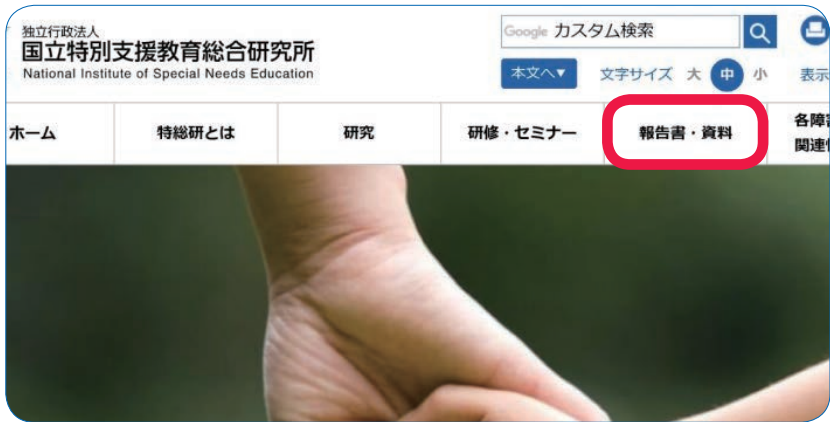 独立行政法人
国立特別支援教育総合研究所
National Institute of Special Needs Education
Google カスタム検索
本文へ▼ 文字サイズ 大 中 小 表示
ホーム 特総研とは 研究 研修・セミナー 報告書・資料 各障
関連